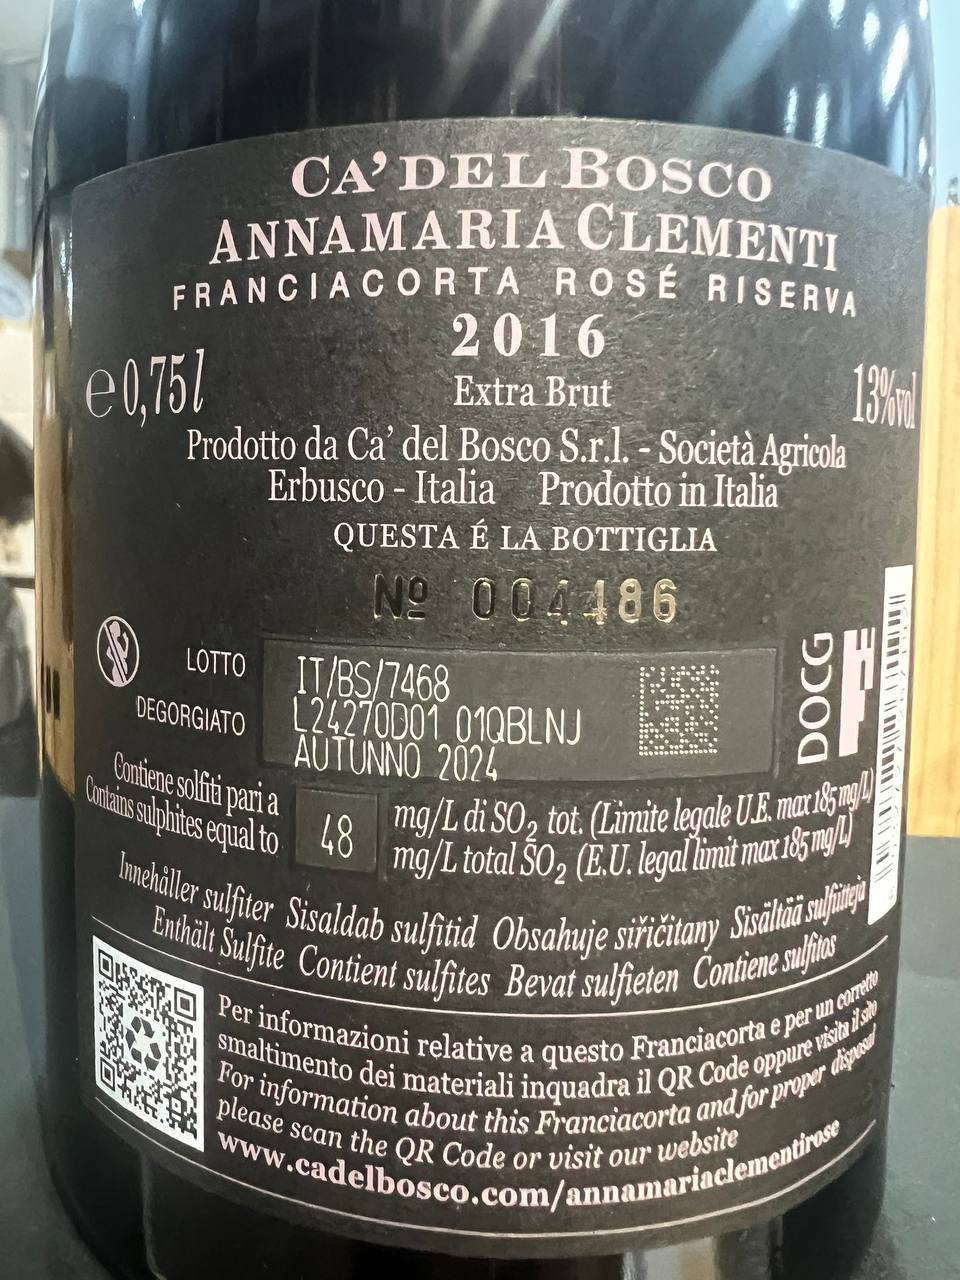 CA' DEL BOSCO
ANNAMARIA CLEMENTI
FRANCIACORTA ROSÉ RISERVA
2016
℮ 0,75 l
Extra Brut
13%vol
Prodotto da Ca' del Bosco S.r.l. - Società Agricola
Erbusco - Italia Prodotto in Italia
QUESTA É LA BOTTIGLIA
Nº 004486
LOTTO
DEGORGIATO
IT/BS/7468
L24270D01 01QBLNJ
AUTUNNO 2024
DOCG
Contiene solfiti pari a
Contains sulphites equal to
48
mg/L di SO2 tot. (Limite legale U.E. max 185 mg/L)
mg/L total SO2 (E.U. legal limit max 185 mg/L)
Innehåller sulfiter Sisaldab sulfitid Obsahuje siřičitany Sisältää sulfiitteja
Enthält Sulfite Contient sulfites Bevat sulfieten Contiene sulfitos
Per informazioni relative a questo Franciacorta e per un corretto
smaltimento dei materiali inquadra il QR Code oppure visita il sito
For information about this Franciacorta and for proper disposal
please scan the QR Code or visit our website
www.cadelbosco.com/annamariaclementirose